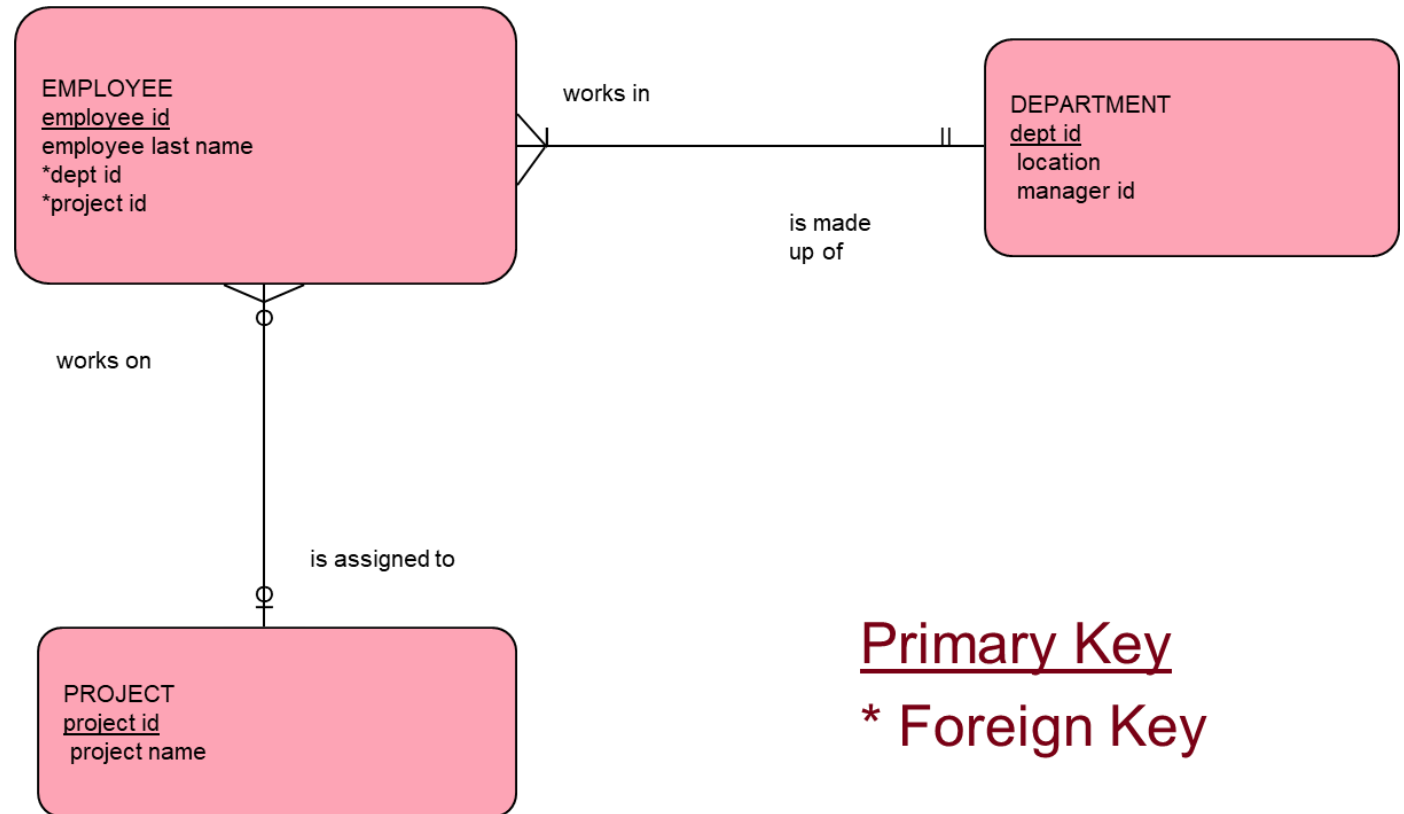 EMPLOYEE
employee id
employee last name
*dept id
*project id
works in
DEPARTMENT
dept id
location
manager id
is made
up of
works on
is assigned to
PROJECT
project id
project name
Primary Key
* Foreign Key